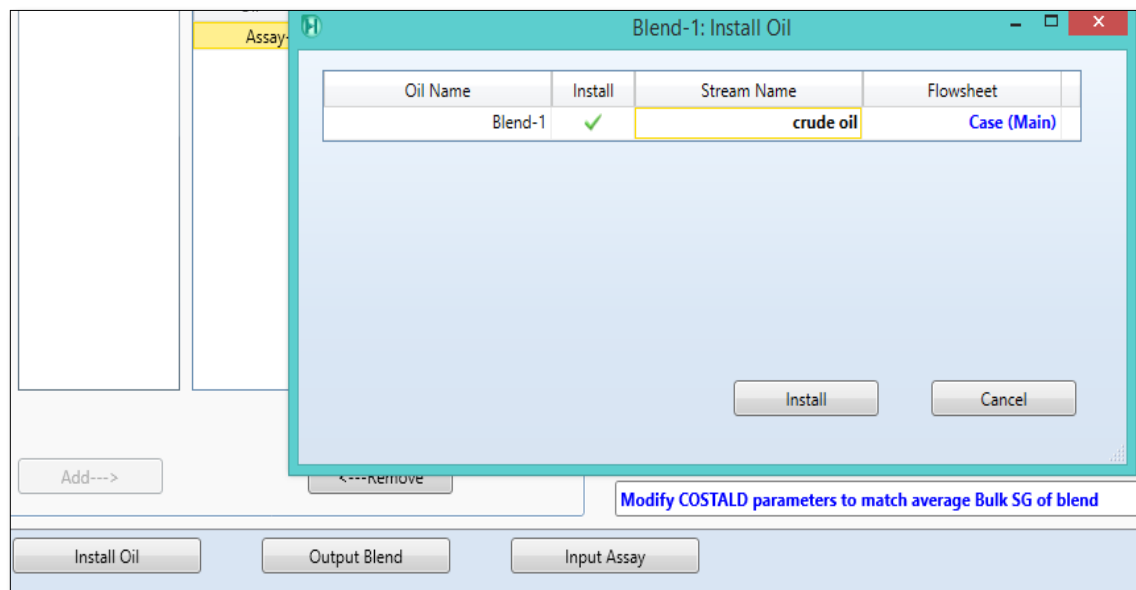 Blend-1: Install Oil
Assay-
Oil Name Install Stream Name Flowsheet
Blend-1 crude oil Case (Main)
Install Cancel
Add---> <---Remove
Modify COSTALD parameters to match average Bulk SG of blend
Install Oil Output Blend Input Assay